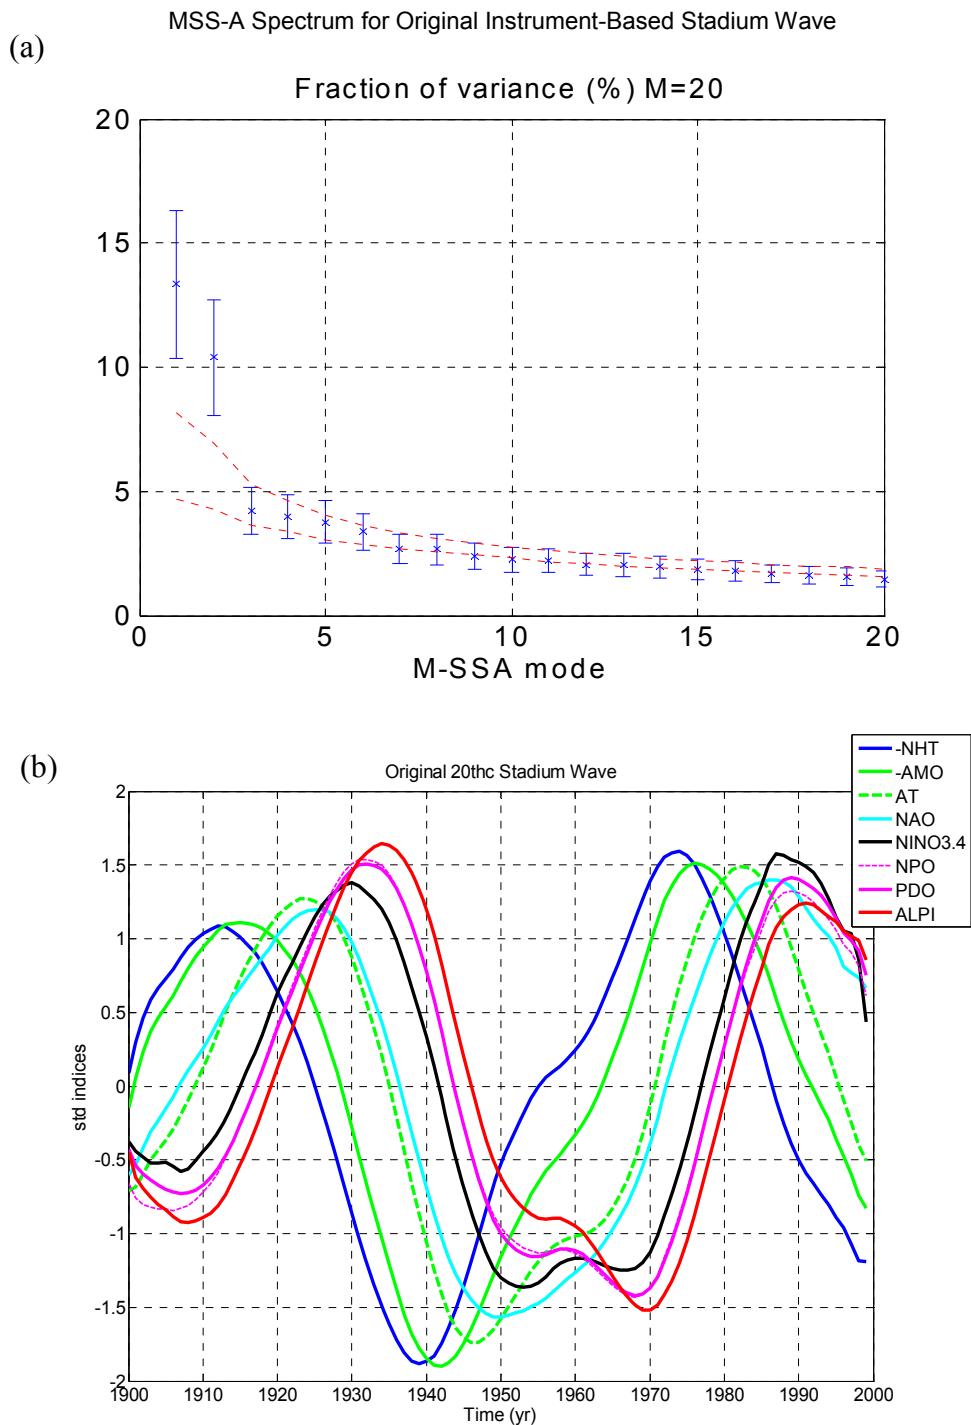 MSS-A Spectrum for Original Instrument-Based Stadium Wave
(a)
Fraction of variance (%) M=20
20
15
10
5
0
0 5 10 15 20
M-SSA mode
(b)
Original 20thc Stadium Wave
-NHT
-AMO
AT
NAO
NINO3.4
NPO
PDO
ALPI
std indices
2
1.5
1
0.5
0
-0.5
-1
-1.5
-2
1900 1910 1920 1930 1940 1950 1960 1970 1980 1990 2000
Time (yr)